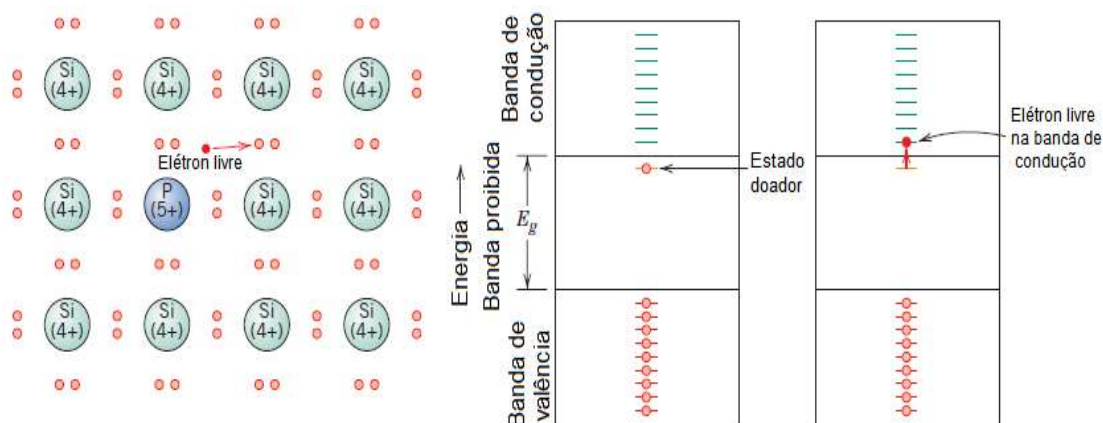 Si Si Si Si
(4+) (4+) (4+) (4+)
Elétron livre
Si P Si Si
(4+) (5+) (4+) (4+)
Si Si Si Si
(4+) (4+) (4+) (4+)
Energia
Banda de
condução
Banda proibida
Banda de
valência
E_g
Estado
doador
Elétron livre
na banda de
condução